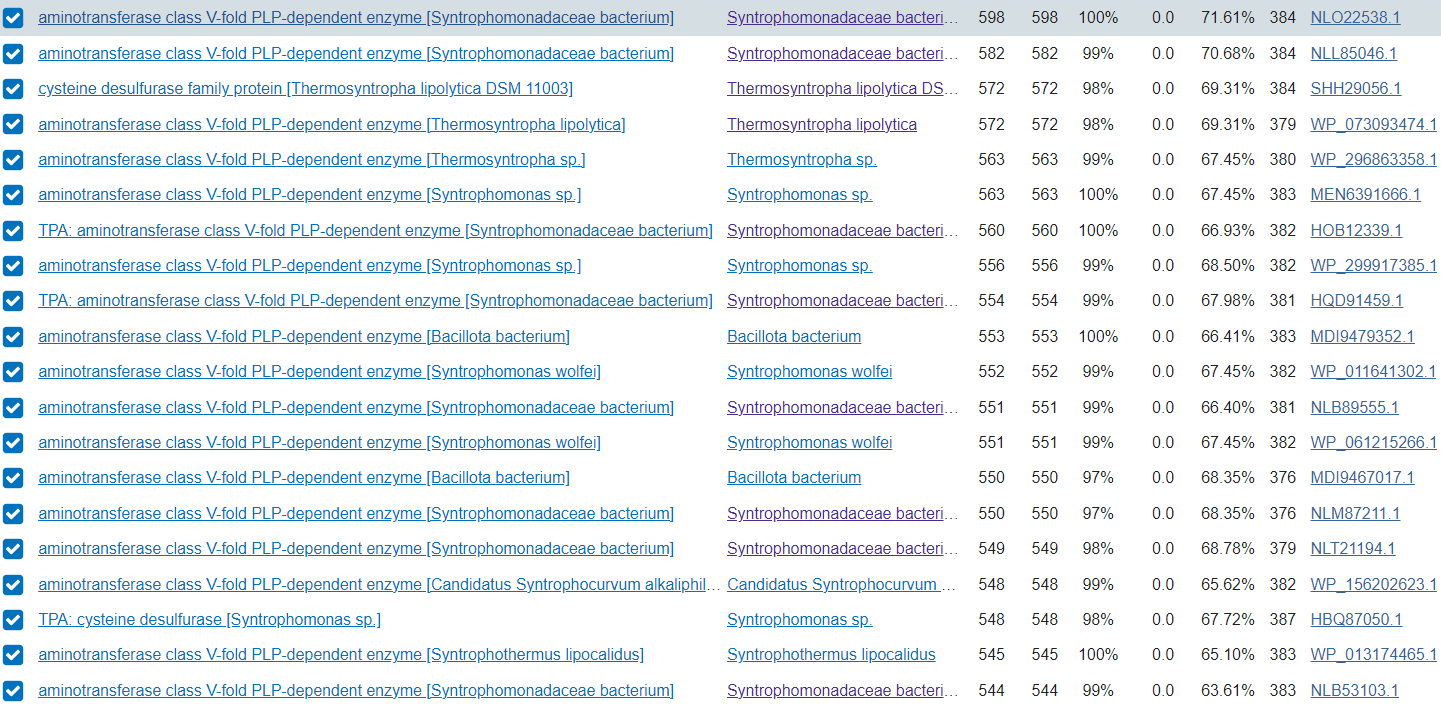 aminotransferase class V-fold PLP-dependent enzyme [Syntrophomonadaceae bacterium] Syntrophomonadaceae bacteri... 598 598 100% 0.0 71.61% 384 NLO22538.1
aminotransferase class V-fold PLP-dependent enzyme [Syntrophomonadaceae bacterium] Syntrophomonadaceae bacteri... 582 582 99% 0.0 70.68% 384 NLL85046.1
cysteine desulfurase family protein [Thermosyntropha lipolytica DSM 11003] Thermosyntropha lipolytica DS... 572 572 98% 0.0 69.31% 384 SHH29056.1
aminotransferase class V-fold PLP-dependent enzyme [Thermosyntropha lipolytica] Thermosyntropha lipolytica 572 572 98% 0.0 69.31% 379 WP_073093474.1
aminotransferase class V-fold PLP-dependent enzyme [Thermosyntropha sp.] Thermosyntropha sp. 563 563 99% 0.0 67.45% 380 WP_296863358.1
aminotransferase class V-fold PLP-dependent enzyme [Syntrophomonas sp.] Syntrophomonas sp. 563 563 100% 0.0 67.45% 383 MEN6391666.1
TPA: aminotransferase class V-fold PLP-dependent enzyme [Syntrophomonadaceae bacterium] Syntrophomonadaceae bacteri... 560 560 100% 0.0 66.93% 382 HOB12339.1
aminotransferase class V-fold PLP-dependent enzyme [Syntrophomonas sp.] Syntrophomonas sp. 556 556 99% 0.0 68.50% 382 WP_299917385.1
TPA: aminotransferase class V-fold PLP-dependent enzyme [Syntrophomonadaceae bacterium] Syntrophomonadaceae bacteri... 554 554 99% 0.0 67.98% 381 HQD91459.1
aminotransferase class V-fold PLP-dependent enzyme [Bacillota bacterium] Bacillota bacterium 553 553 100% 0.0 66.41% 383 MDI9479352.1
aminotransferase class V-fold PLP-dependent enzyme [Syntrophomonas wolfei] Syntrophomonas wolfei 552 552 99% 0.0 67.45% 382 WP_011641302.1
aminotransferase class V-fold PLP-dependent enzyme [Syntrophomonadaceae bacterium] Syntrophomonadaceae bacteri... 551 551 99% 0.0 66.40% 381 NLB89555.1
aminotransferase class V-fold PLP-dependent enzyme [Syntrophomonas wolfei] Syntrophomonas wolfei 551 551 99% 0.0 67.45% 382 WP_061215266.1
aminotransferase class V-fold PLP-dependent enzyme [Bacillota bacterium] Bacillota bacterium 550 550 97% 0.0 68.35% 376 MDI9467017.1
aminotransferase class V-fold PLP-dependent enzyme [Syntrophomonadaceae bacterium] Syntrophomonadaceae bacteri... 550 550 97% 0.0 68.35% 376 NLM87211.1
aminotransferase class V-fold PLP-dependent enzyme [Syntrophomonadaceae bacterium] Syntrophomonadaceae bacteri... 549 549 98% 0.0 68.78% 379 NLT21194.1
aminotransferase class V-fold PLP-dependent enzyme [Candidatus Syntrophocurvum alkaliphil... Candidatus Syntrophocurvum ... 548 548 99% 0.0 65.62% 382 WP_156202623.1
TPA: cysteine desulfurase [Syntrophomonas sp.] Syntrophomonas sp. 548 548 98% 0.0 67.72% 387 HBQ87050.1
aminotransferase class V-fold PLP-dependent enzyme [Syntrophothermus lipocalidus] Syntrophothermus lipocalidus 545 545 100% 0.0 65.10% 383 WP_013174465.1
aminotransferase class V-fold PLP-dependent enzyme [Syntrophomonadaceae bacterium] Syntrophomonadaceae bacteri... 544 544 99% 0.0 63.61% 383 NLB53103.1